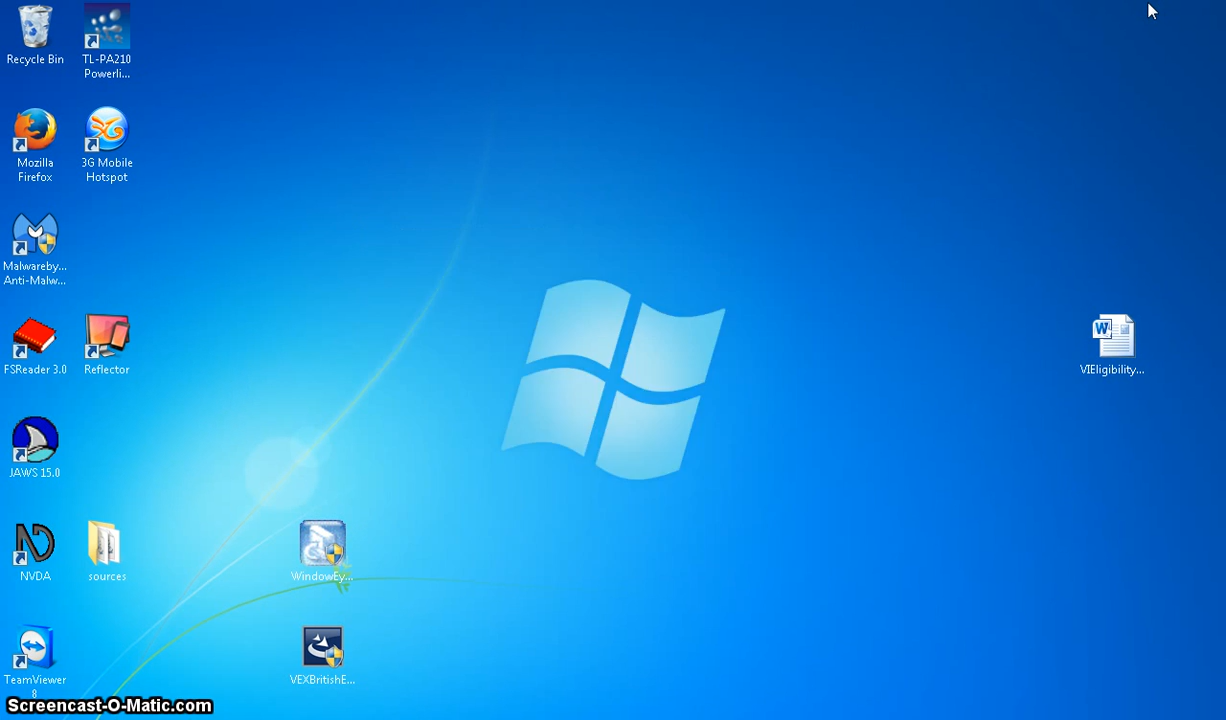 Recycle Bin
TL-PA210
Powerli...
Mozilla
Firefox
3G Mobile
Hotspot
Malwareby...
Anti-Malw...
FSReader 3.0
Reflector
VIEligibility...
JAWS 15.0
NVDA
sources
WindowEy...
TeamViewer
8
VEXBritishE...
Screencast-O-Matic.com